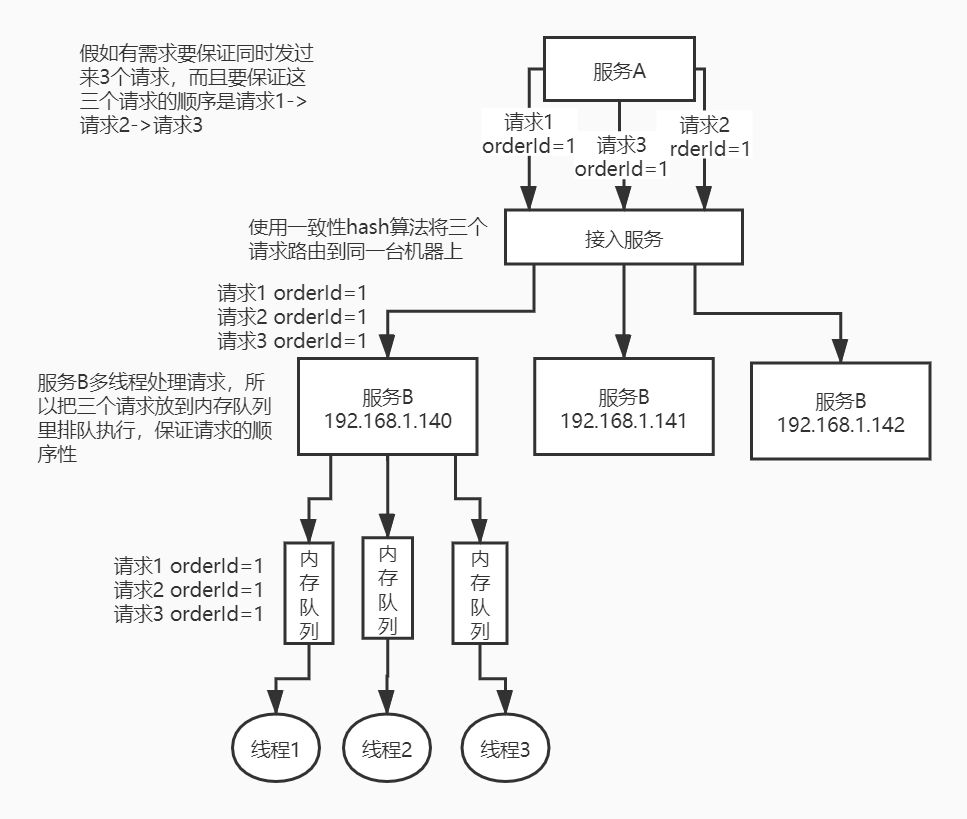 假如有需求要保证同时发过
来3个请求，而且要保证这
三个请求的顺序是请求1->
请求2->请求3
服务A
请求1
orderId=1
请求3
orderId=1
请求2
rderId=1
使用一致性hash算法将三个
请求路由到同一台机器上
接入服务
请求1 orderId=1
请求2 orderId=1
请求3 orderId=1
服务B多线程处理请求，所
以把三个请求放到内存队列
里排队执行，保证请求的顺
序性
服务B
192.168.1.140
服务B
192.168.1.141
服务B
192.168.1.142
请求1 orderId=1
请求2 orderId=1
请求3 orderId=1
内存队列
内存队列
内存队列
线程1
线程2
线程3